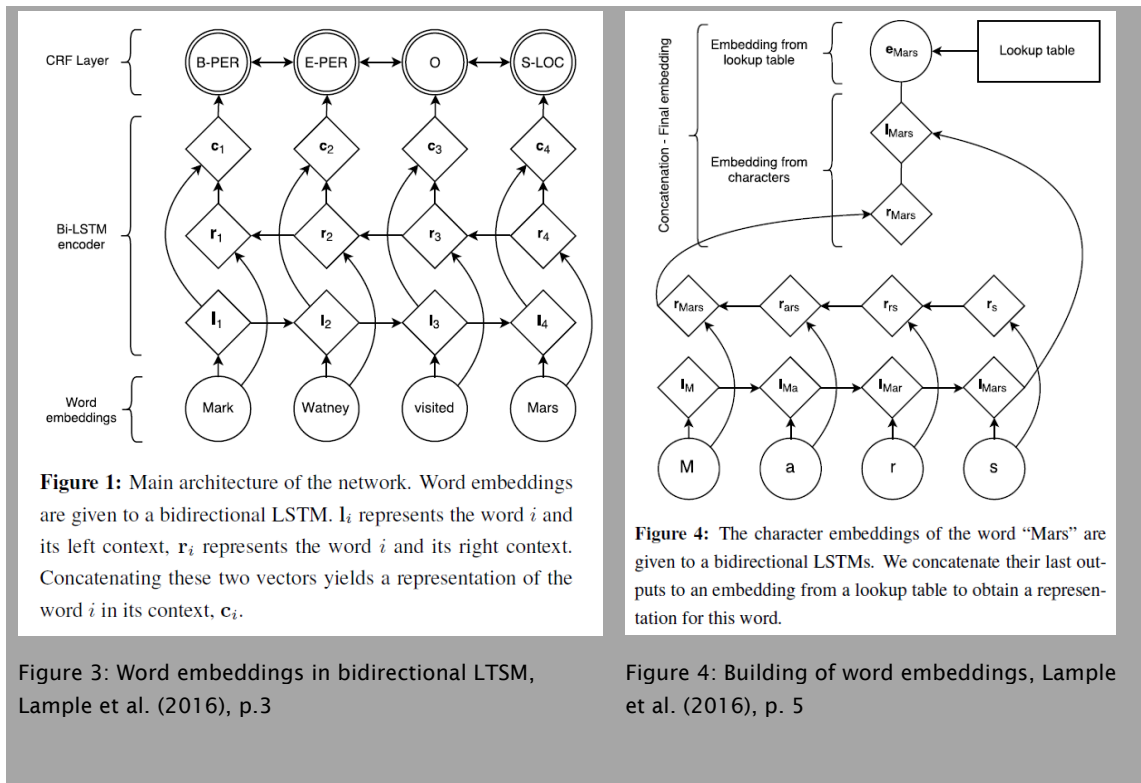 CRF Layer
B-PER
E-PER
O
S-LOC
c1
c2
c3
c4
Bi-LSTM
encoder
r1
r2
r3
r4
l1
l2
l3
l4
Word
embeddings
Mark
Watney
visited
Mars
Figure 1: Main architecture of the network. Word embeddings
are given to a bidirectional LSTM. li represents the word i and
its left context, ri represents the word i and its right context.
Concatenating these two vectors yields a representation of the
word i in its context, ci.
Figure 3: Word embeddings in bidirectional LTSM,
Lample et al. (2016), p.3
Concatenation - Final embedding
Embedding from
lookup table
eMars
Lookup table
Embedding from
characters
lMars
rMars
rMars
rars
rrs
rs
lM
lMa
lMar
lMars
M
a
r
s
Figure 4: The character embeddings of the word “Mars” are
given to a bidirectional LSTMs. We concatenate their last out-
puts to an embedding from a lookup table to obtain a represen-
tation for this word.
Figure 4: Building of word embeddings, Lample
et al. (2016), p. 5